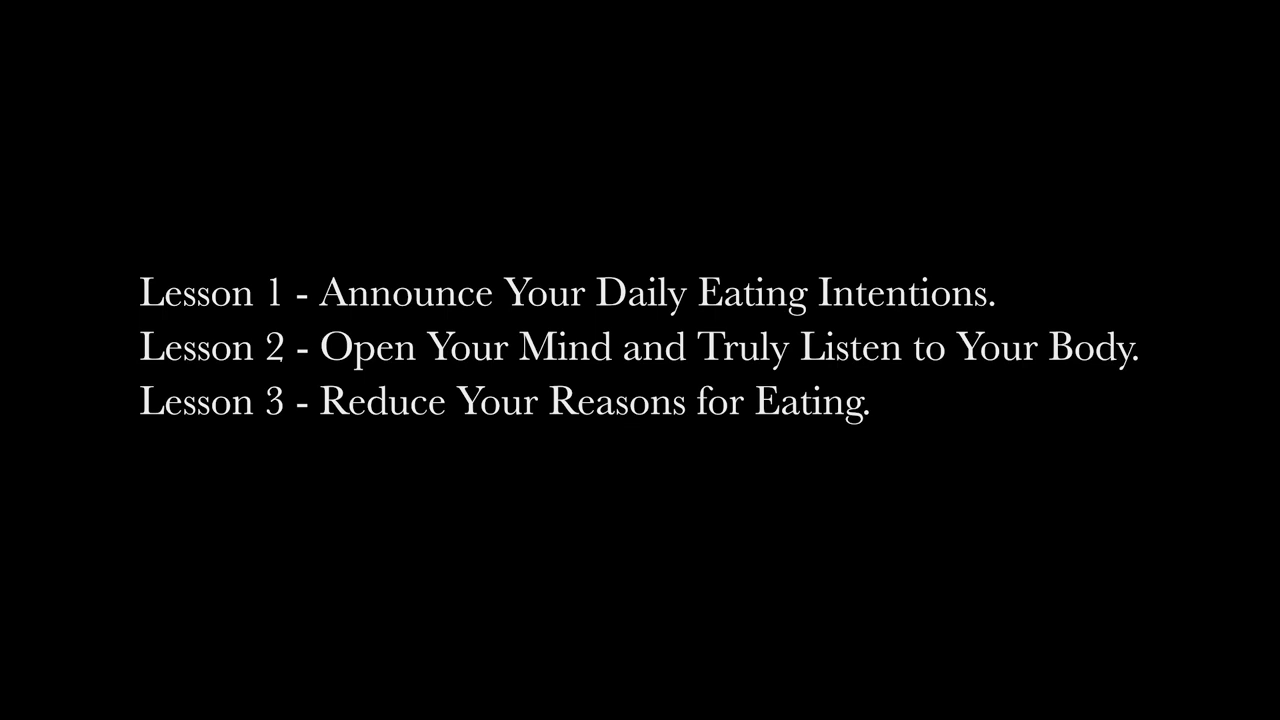 Lesson 1 - Announce Your Daily Eating Intentions.
Lesson 2 - Open Your Mind and Truly Listen to Your Body.
Lesson 3 - Reduce Your Reasons for Eating.